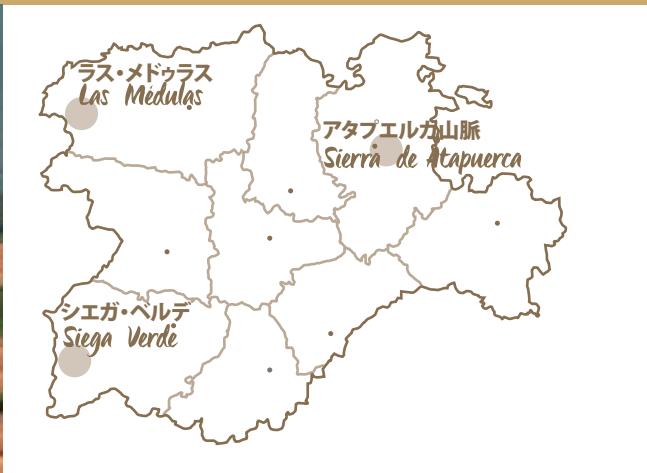 ラス・メドゥラス
Las Médulas
アタプエルカ山脈
Sierra de Atapuerca
シエガ・ベルデ
Siega Verde